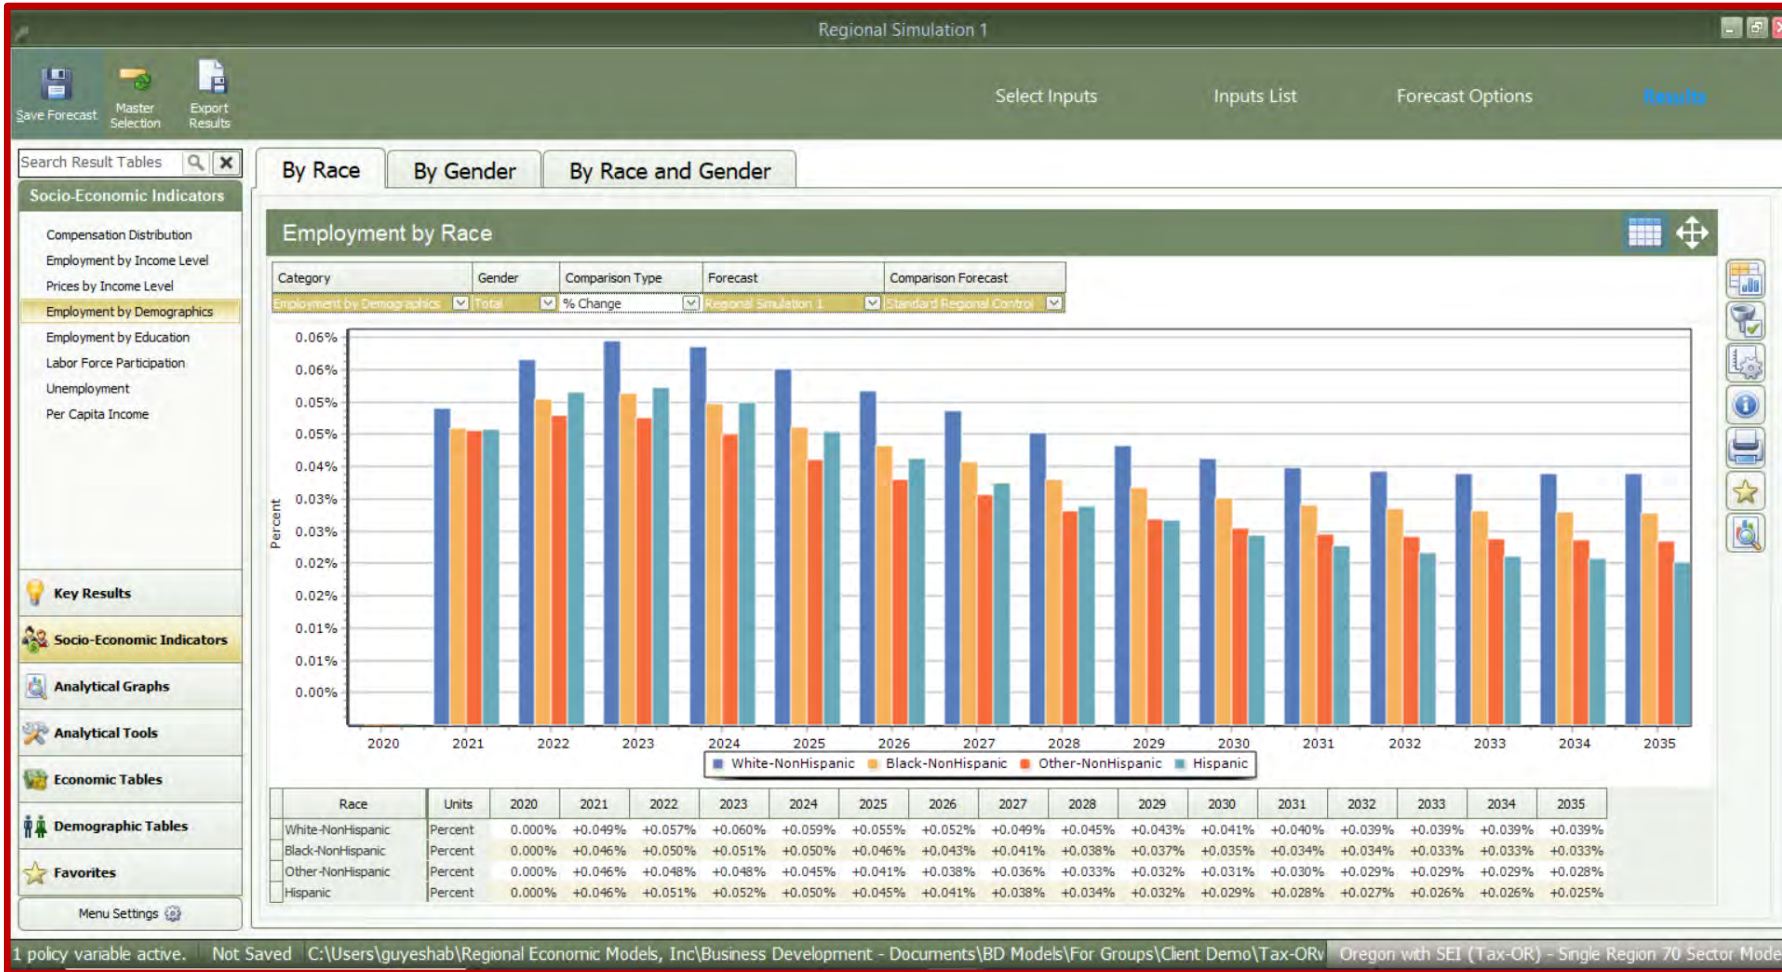 Regional Simulation 1
Save Forecast
Master Selection
Export Results
Select Inputs
Inputs List
Forecast Options
Results
Search Result Tables
Socio-Economic Indicators
Compensation Distribution
Employment by Income Level
Prices by Income Level
Employment by Demographics
Employment by Education
Labor Force Participation
Unemployment
Per Capita Income
Key Results
Socio-Economic Indicators
Analytical Graphs
Analytical Tools
Economic Tables
Demographic Tables
Favorites
Menu Settings
By Race By Gender By Race and Gender
Employment by Race
Category Gender Comparison Type Forecast Comparison Forecast
Employment by Demographics Total % Change Regional Simulation 1 Standard Regional Control
0.06%
0.06%
0.05%
0.05%
0.04%
0.03%
0.03%
0.02%
0.02%
0.01%
0.01%
0.00%
Percent
2020 2021 2022 2023 2024 2025 2026 2027 2028 2029 2030 2031 2032 2033 2034 2035
White-NonHispanic Black-NonHispanic Other-NonHispanic Hispanic
Race Units 2020 2021 2022 2023 2024 2025 2026 2027 2028 2029 2030 2031 2032 2033 2034 2035
White-NonHispanic Percent 0.000% +0.049% +0.057% +0.060% +0.059% +0.055% +0.052% +0.049% +0.045% +0.043% +0.041% +0.040% +0.039% +0.039% +0.039% +0.039%
Black-NonHispanic Percent 0.000% +0.046% +0.050% +0.051% +0.050% +0.046% +0.043% +0.041% +0.038% +0.037% +0.035% +0.034% +0.034% +0.033% +0.033% +0.033%
Other-NonHispanic Percent 0.000% +0.046% +0.048% +0.048% +0.045% +0.041% +0.038% +0.036% +0.033% +0.032% +0.031% +0.030% +0.029% +0.029% +0.029% +0.028%
Hispanic Percent 0.000% +0.046% +0.051% +0.052% +0.050% +0.045% +0.041% +0.038% +0.034% +0.032% +0.029% +0.028% +0.027% +0.026% +0.026% +0.025%
1 policy variable active. Not Saved C:\Users\guyeshab\Regional Economic Models, Inc\Business Development - Documents\BD Models\For Groups\Client Demo\Tax-ORv Oregon with SEI (Tax-OR) - Single Region 70 Sector Mode